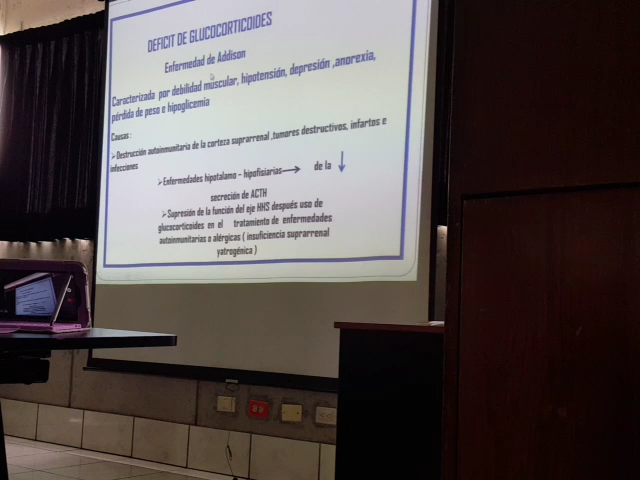 DEFICIT DE GLUCOCORTICOIDES
Enfermedad de Addison
Caracterizada por debilidad muscular, hipotensión, depresión ,anorexia,
pérdida de peso e hipoglicemia
Causas :
➢Destrucción autoinmunitaria de la corteza suprarrenal ,tumores destructivos, infartos e
infecciones
➢Enfermedades hipotalamo – hipofisiarias⟶ de la ↓
secreción de ACTH
➢Supresión de la función del eje HHS después uso de
glucocorticoides en el tratamiento de enfermedades
autoinmunitarias o alérgicas ( insuficiencia suprarrenal
yatrogénica )